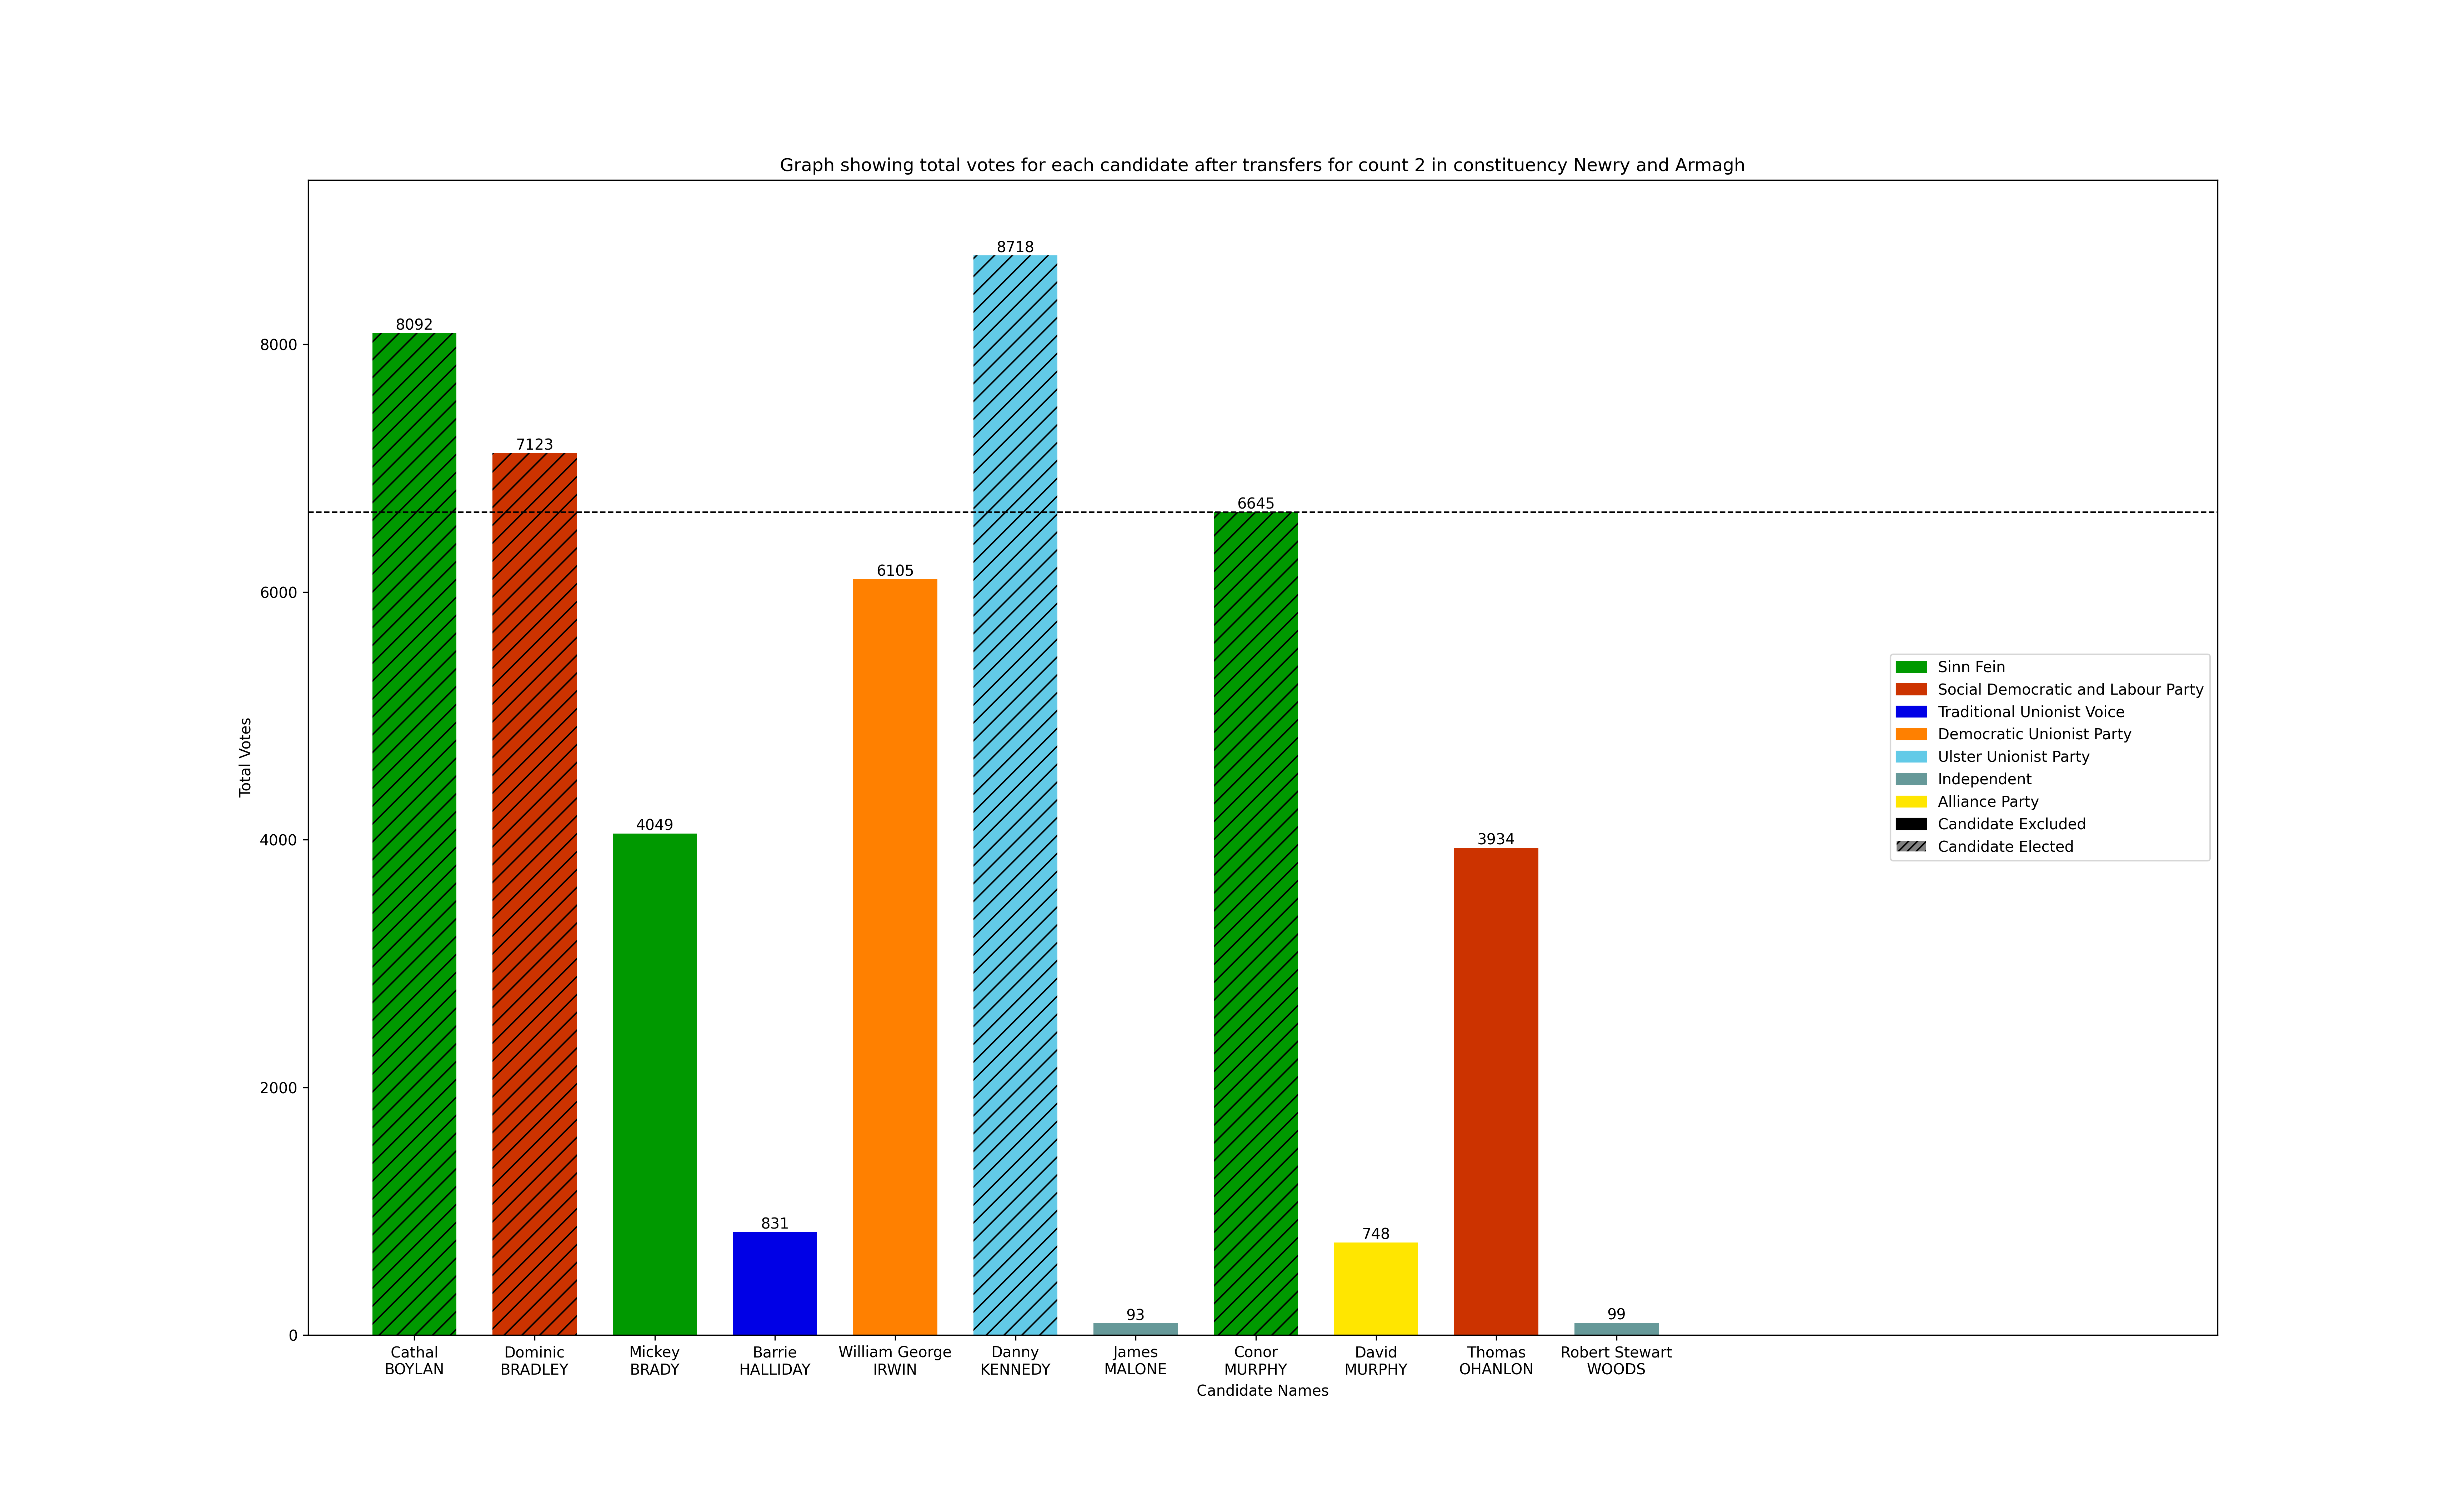 Graph showing total votes for each candidate after transfers for count 2 in constituency Newry and Armagh
8718
8092
8000
7123
6645
6105
6000
Sinn Fein
Social Democratic and Labour Party
Traditional Unionist Voice
Democratic Unionist Party
Ulster Unionist Party
Independent
Alliance Party
Candidate Excluded
Candidate Elected
Total Votes
4049
4000
3934
2000
831
748
93
99
0
Cathal
BOYLAN
Dominic
BRADLEY
Mickey
BRADY
Barrie
HALLIDAY
William George
IRWIN
Danny
KENNEDY
James
MALONE
Conor
MURPHY
David
MURPHY
Thomas
OHANLON
Robert Stewart
WOODS
Candidate Names